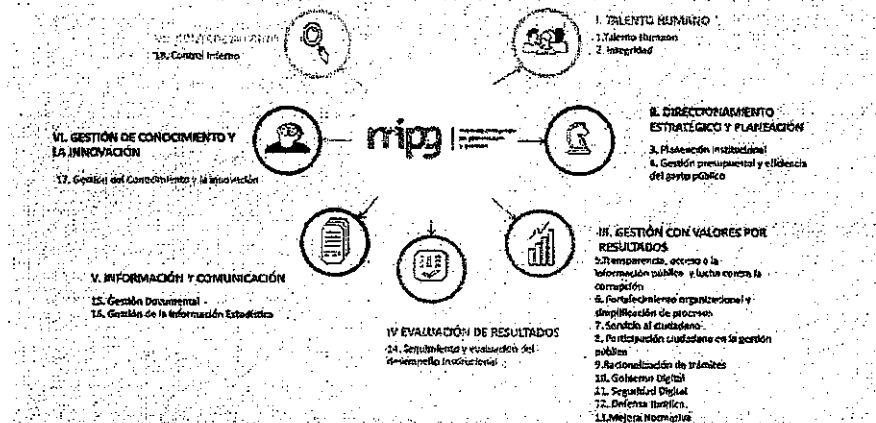 I. TALENTO HUMANO
1.Talento Humano
2. Integridad
II. DIRECCIONAMIENTO
ESTRATÉGICO Y PLANEACIÓN
3. Planeación Institucional
4. Gestión presupuestal y eficiencia
del gasto público
III. GESTIÓN CON VALORES POR
RESULTADOS
5.Transparencia, acceso a la
información pública y lucha contra la
corrupción
6. Fortalecimiento organizacional y
simplificación de procesos
7. Servicio al ciudadano
8. Participación ciudadana en la gestión
pública
9.Racionalización de trámites
10. Gobierno Digital
11. Seguridad Digital
12. Defensa Jurídica
13.Mejora Normativa
IV EVALUACIÓN DE RESULTADOS
14. Seguimiento y evaluación del
desempeño institucional
V. INFORMACIÓN Y COMUNICACIÓN
15. Gestión Documental
16. Gestión de la Información Estadística
VI. GESTIÓN DE CONOCIMIENTO Y
LA INNOVACIÓN
17. Gestión del Conocimiento y la innovación
18. Control Interno
mipg